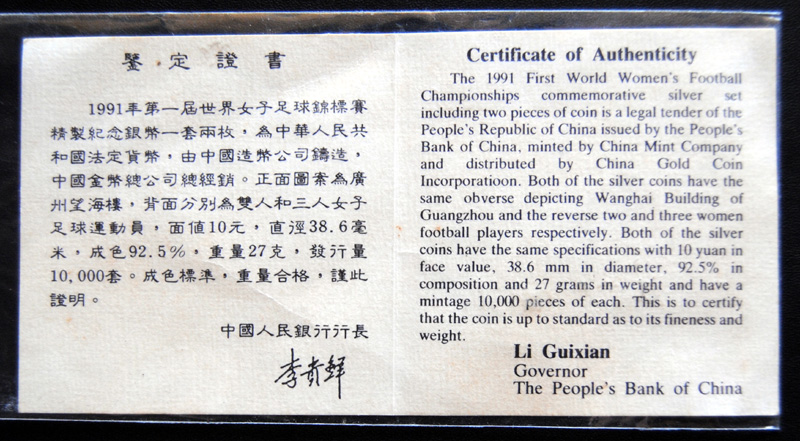 鑒定證書
1991年第一屆世界女子足球錦標賽
精製紀念銀幣一套兩枚，為中華人民共
和國法定貨幣，由中國造幣公司鑄造，
中國金幣總公司總經銷。正面圖案為廣
州望海樓，背面分別為雙人和三人女子
足球運動員，面值10元，直徑38.6毫
米，成色92.5%，重量27克，發行量
10,000套。成色標準，重量合格，謹此
證明。
中國人民銀行行長
李貴鮮
Certificate of Authenticity
The 1991 First World Women's Football
Championships commemorative silver set
including two pieces of coin is a legal tender of the
People's Republic of China issued by the People's
Bank of China, minted by China Mint Company
and distributed by China Gold Coin
Incorporatioon. Both of the silver coins have the
same obverse depicting Wanghai Building of
Guangzhou and the reverse two and three women
football players respectively. Both of the silver
coins have the same specifications with 10 yuan in
face value, 38.6 mm in diameter, 92.5% in
composition and 27 grams in weight and have a
mintage 10,000 pieces of each. This is to certify
that the coin is up to standard as to its fineness and
weight.
Li Guixian
Governor
The People's Bank of China